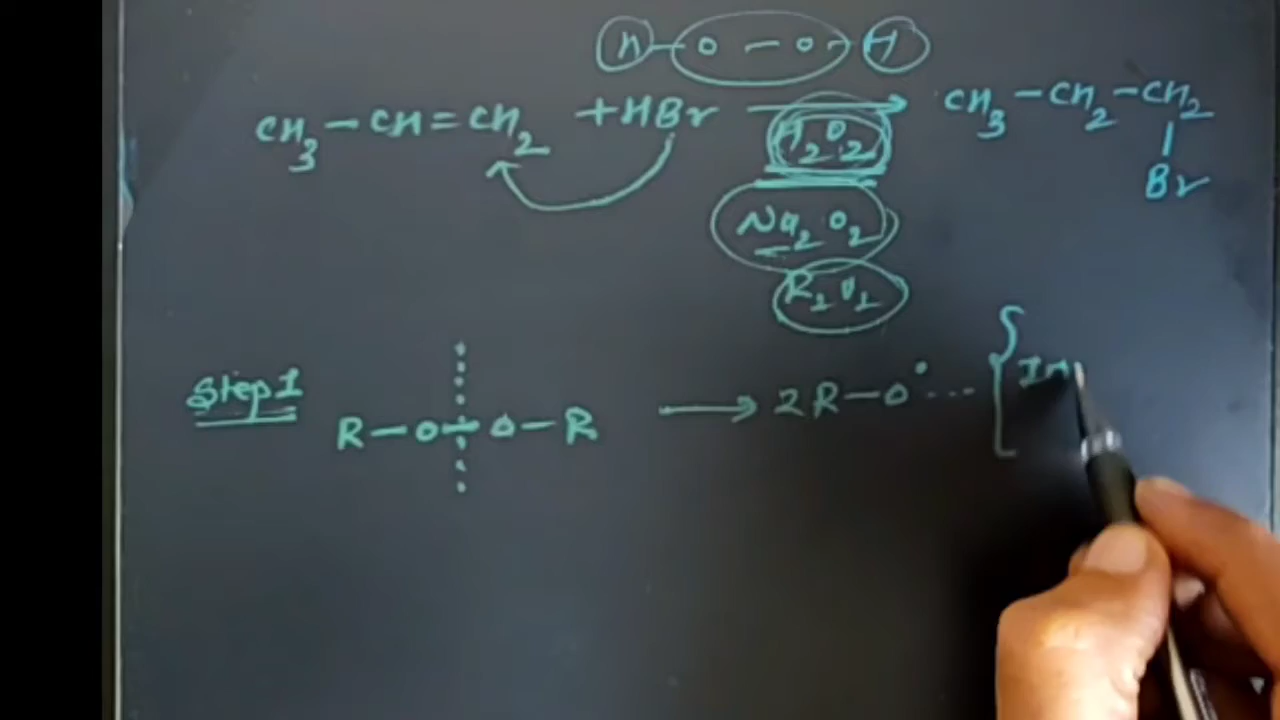 H—O—O—H
CH₃—CH=CH₂ +HBr ⟶ CH₃—CH₂—CH₂
H₂O₂
Br
Na₂O₂
R₂O₂
Step 1
R—O—O—R ⟶ 2R—O• ... {